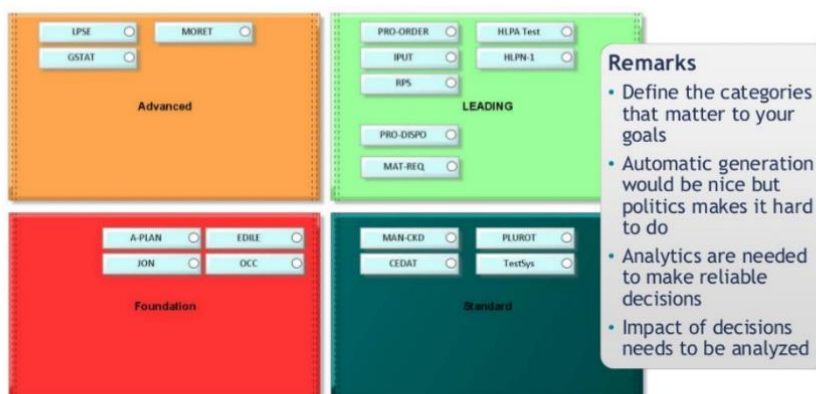 LPSE
MORET
GSTAT
Advanced
PRO-ORDER
HLPA Test
IPUT
HLPN-1
RPS
LEADING
PRO-DISPO
MAT-REQ
A-PLAN
EDILE
JON
OCC
Foundation
MAN-CKD
PLUROT
CEDAT
TestSys
Standard
Remarks
• Define the categories
that matter to your
goals
• Automatic generation
would be nice but
politics makes it hard
to do
• Analytics are needed
to make reliable
decisions
• Impact of decisions
needs to be analyzed